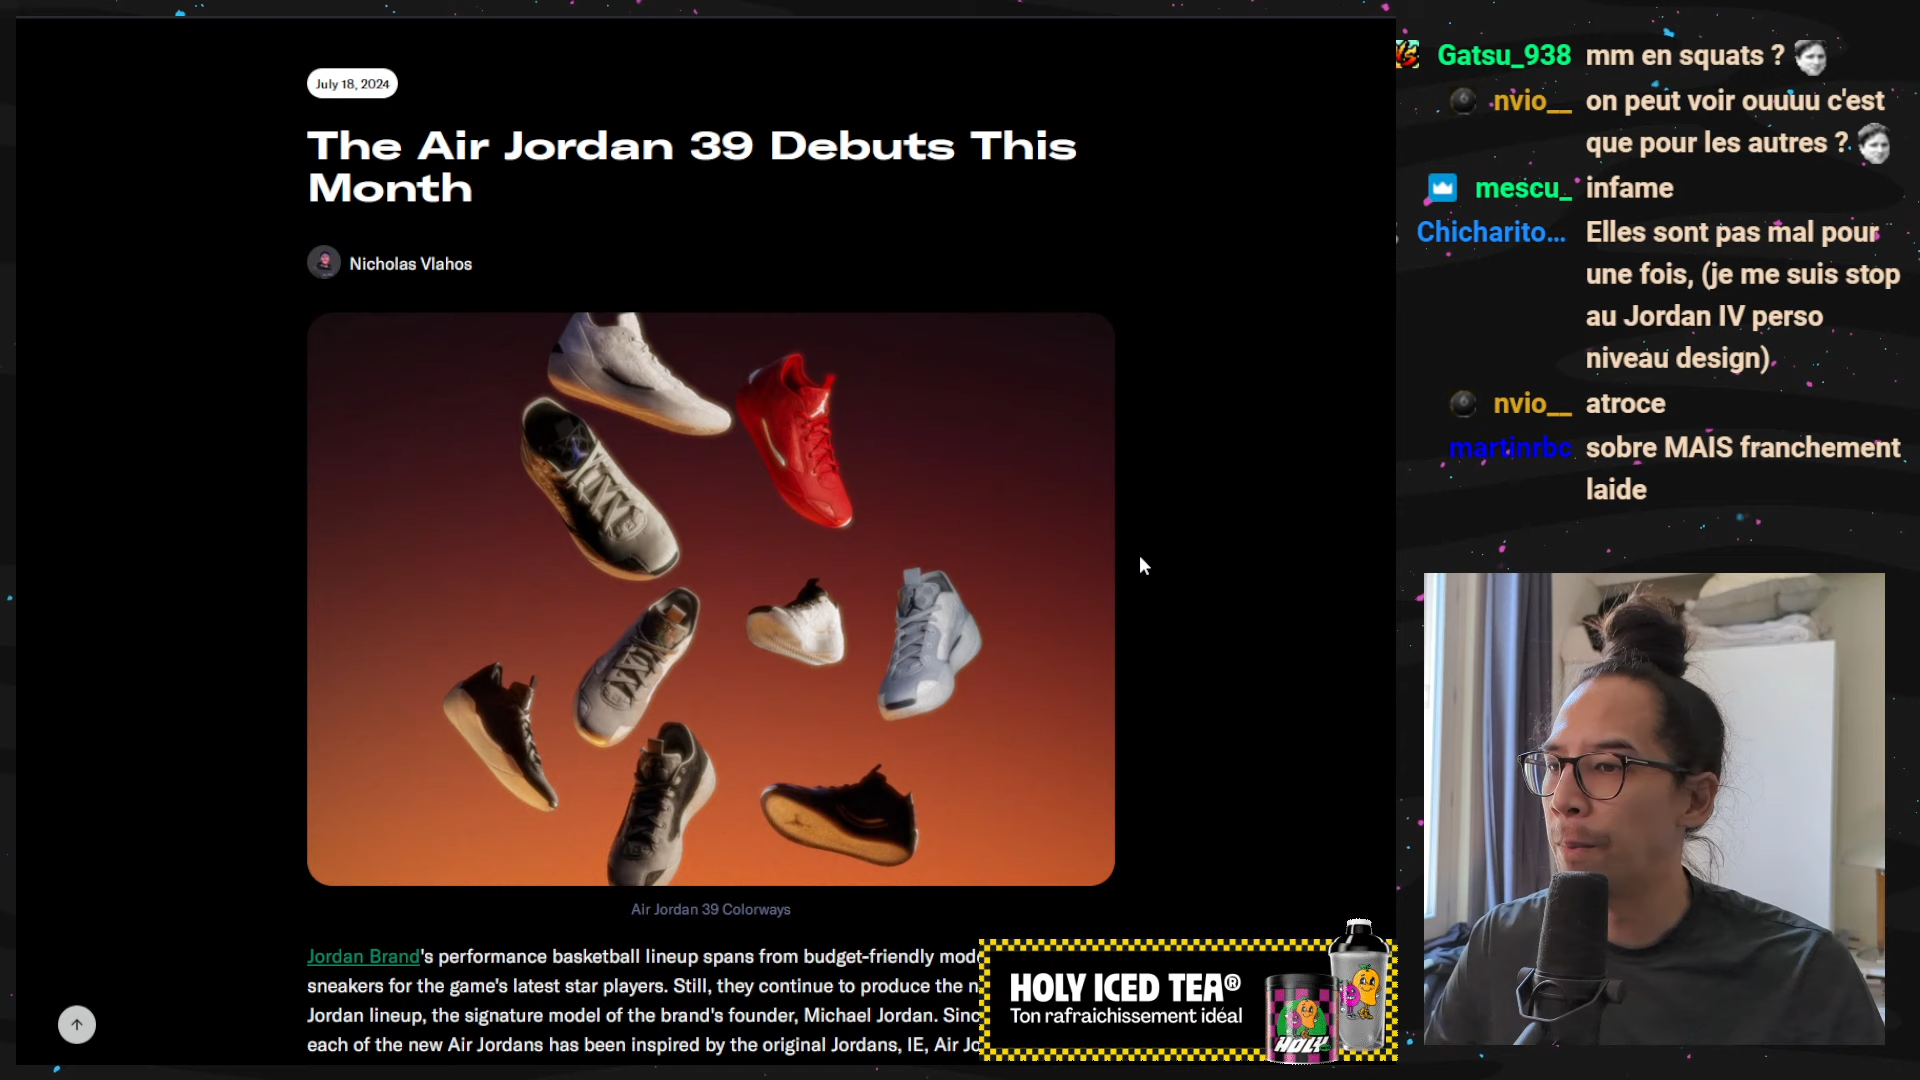 July 18, 2024
The Air Jordan 39 Debuts This
Month
Nicholas Vlahos
Air Jordan 39 Colorways
Jordan Brand's performance basketball lineup spans from budget-friendly
sneakers for the game's latest star players. Still, they continue to produce the
Jordan lineup, the signature model of the brand's founder, Michael Jordan.
each of the new Air Jordans has been inspired by the original Jordans, IE, Air
HOLY ICED TEA®
Ton rafraichissement idéal
HOLY
Gatsu_938 mm en squats ?
nvio__ on peut voir ouuuu c'est
que pour les autres ?
mescu_ infame
Chicharito... Elles sont pas mal pour
une fois, (je me suis stop
au Jordan IV perso
niveau design)
nvio__ atroce
martinrbc sobre MAIS franchement
laide